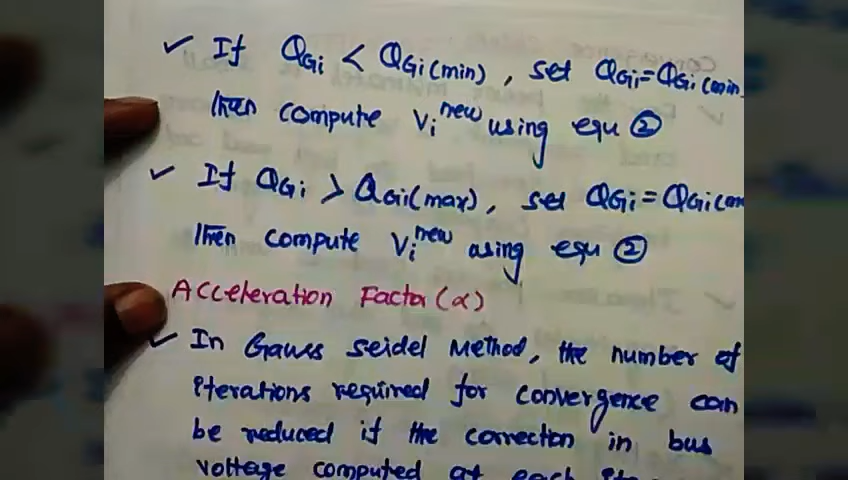 ✓ If QGi < QGi(min), set QGi=QGi(min
then compute Vi^new using equ ②
✓ If QGi > QGi(max), set QGi=QGi(
then compute Vi^new using equ ②
Acceleration Factor (α)
✓ In Gauss seidel Method, the number of
iterations required for convergence can
be reduced if the correction in bus
voltage computed at each